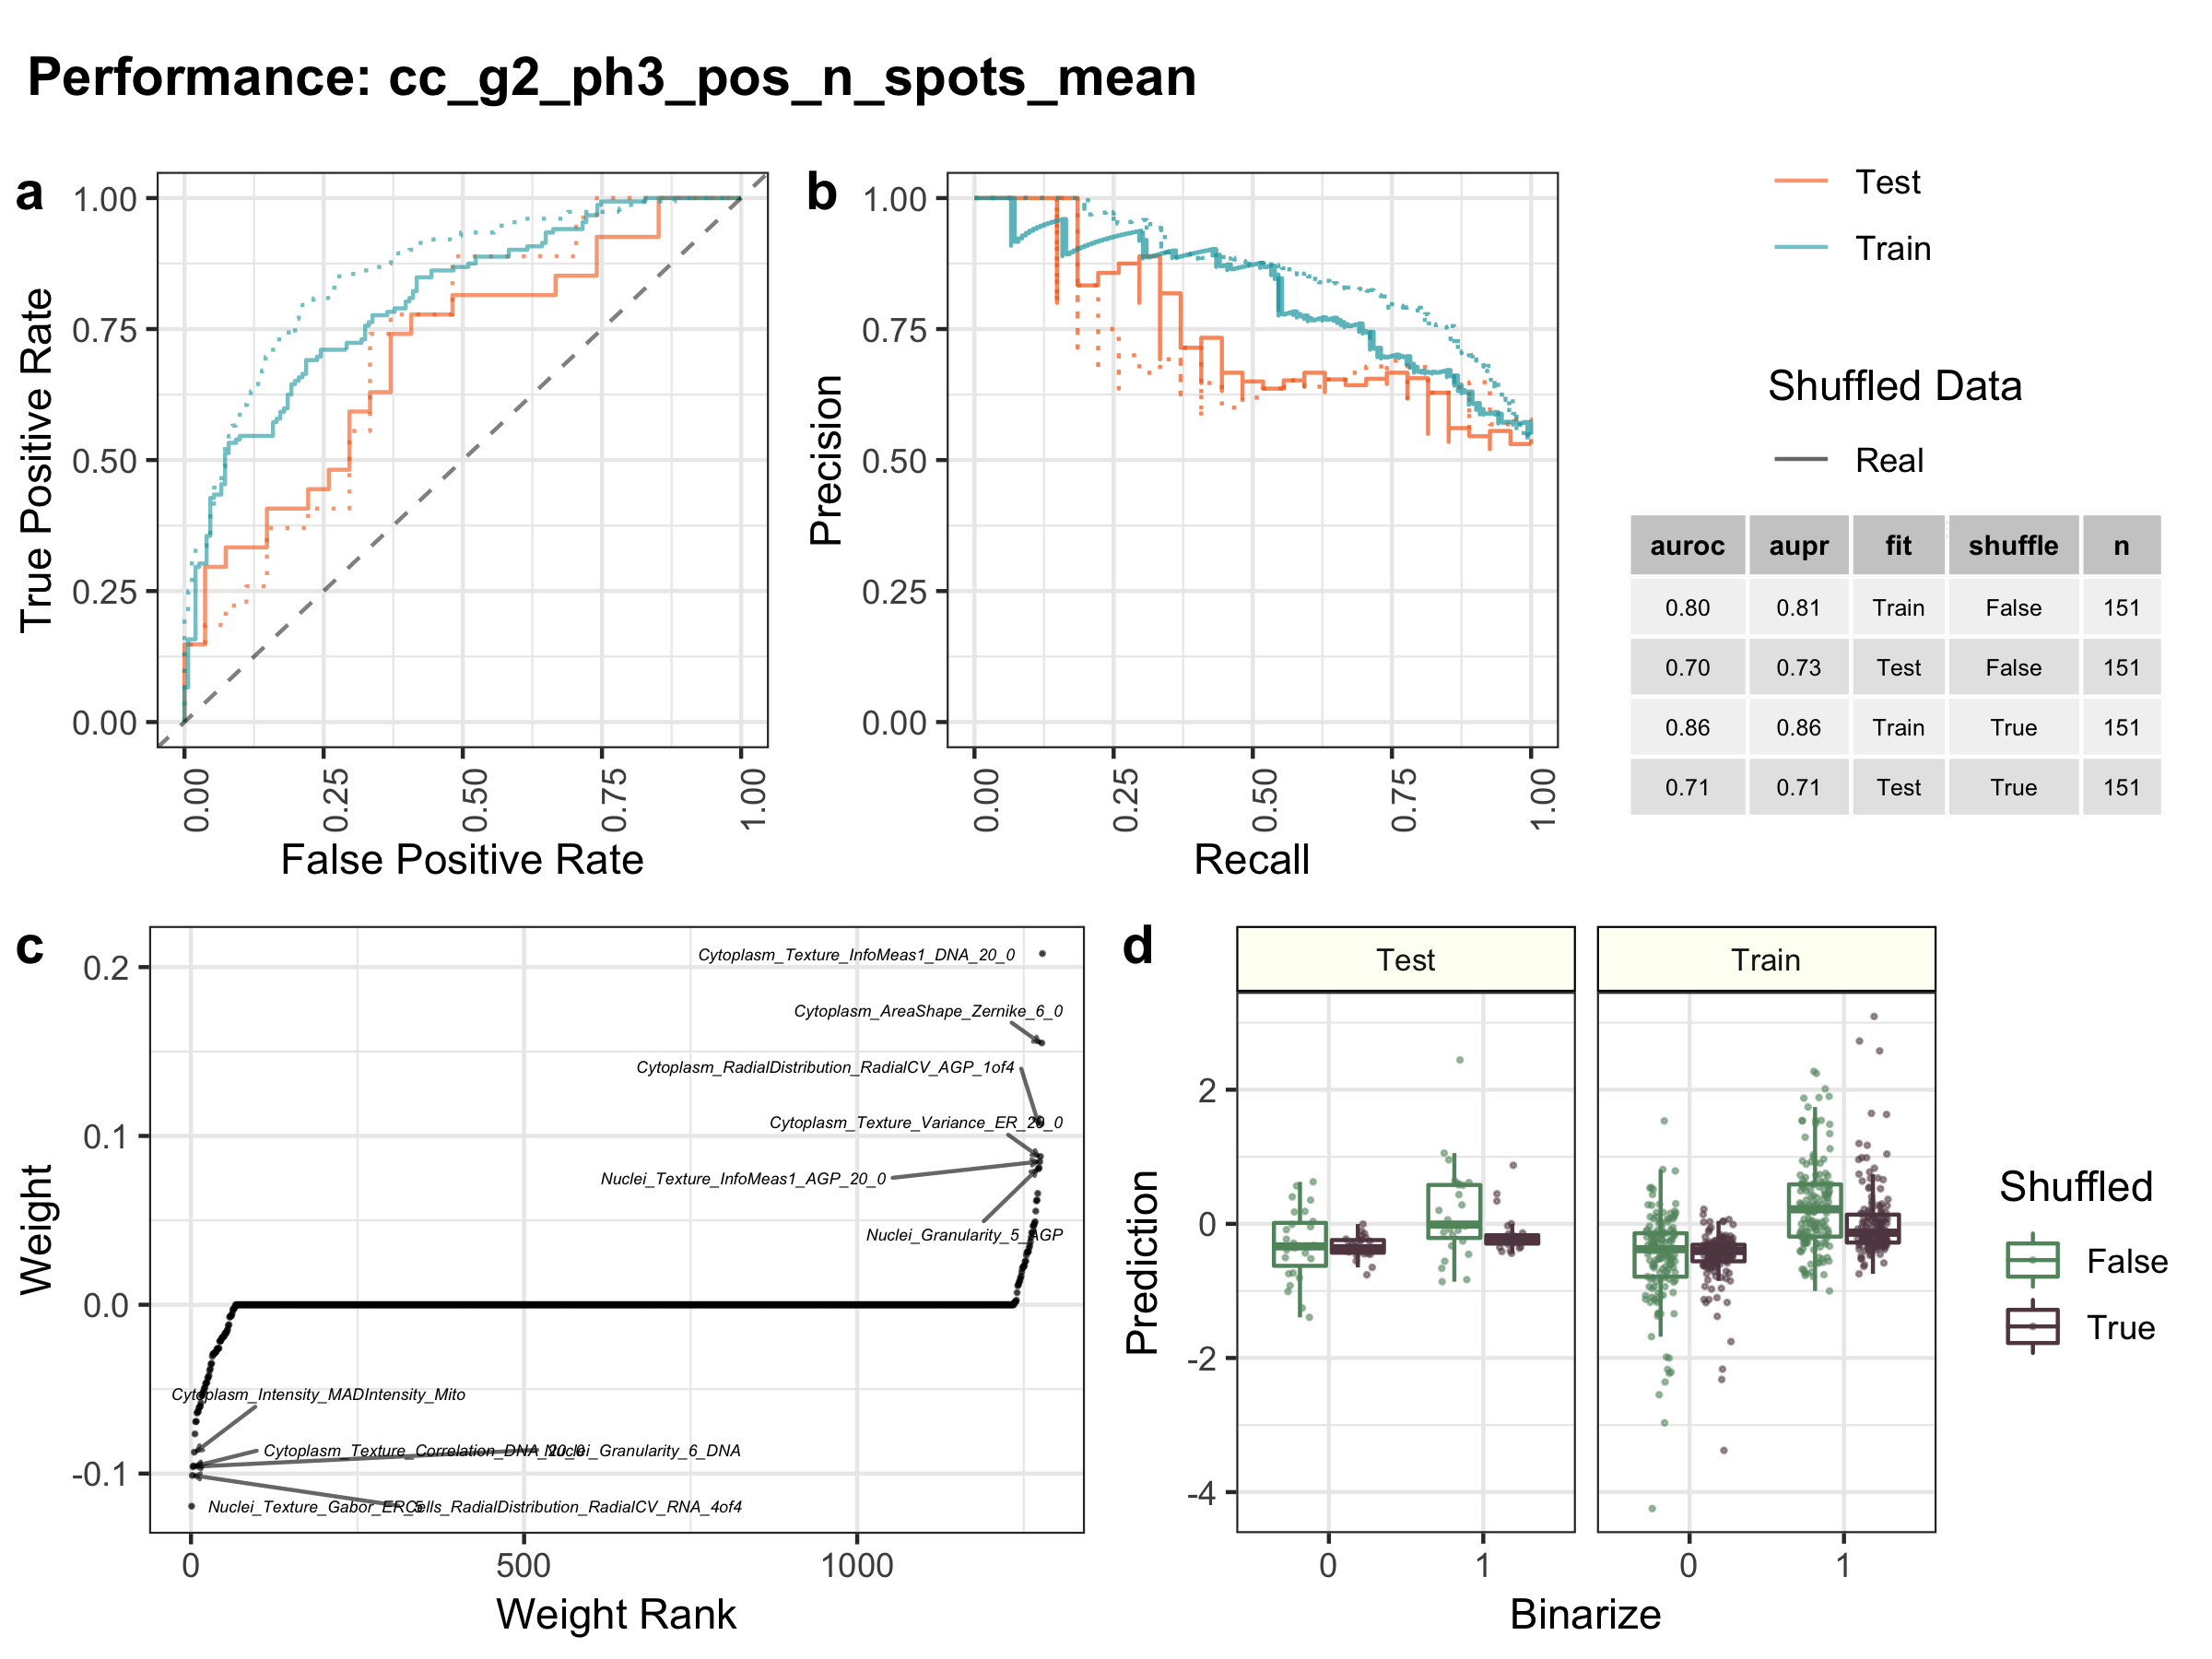 Performance: cc_g2_ph3_pos_n_spots_mean
a
1.00
0.75
0.50
0.25
0.00
True Positive Rate
0.00
0.25
0.50
0.75
1.00
False Positive Rate
b
1.00
0.75
0.50
0.25
0.00
Precision
0.00
0.25
0.50
0.75
1.00
Recall
Test
Train
Shuffled Data
Real
auroc aupr fit shuffle n
0.80 0.81 Train False 151
0.70 0.73 Test False 151
0.86 0.86 Train True 151
0.71 0.71 Test True 151
c
0.2
0.1
0.0
-0.1
Weight
Cytoplasm_Texture_InfoMeas1_DNA_20_0
Cytoplasm_AreaShape_Zernike_6_0
Cytoplasm_RadialDistribution_RadialCV_AGP_1of4
Cytoplasm_Texture_Variance_ER_20_0
Nuclei_Texture_InfoMeas1_AGP_20_0
Nuclei_Granularity_5_AGP
Cytoplasm_Intensity_MADIntensity_Mito
Cytoplasm_Texture_Correlation_DNA_20_0
Nuclei_Granularity_6_DNA
Nuclei_Texture_Gabor_ER_5
Cells_RadialDistribution_RadialCV_RNA_4of4
0
500
1000
Weight Rank
d
Test
Train
2
0
-2
-4
Prediction
0
1
0
1
Binarize
Shuffled
False
True